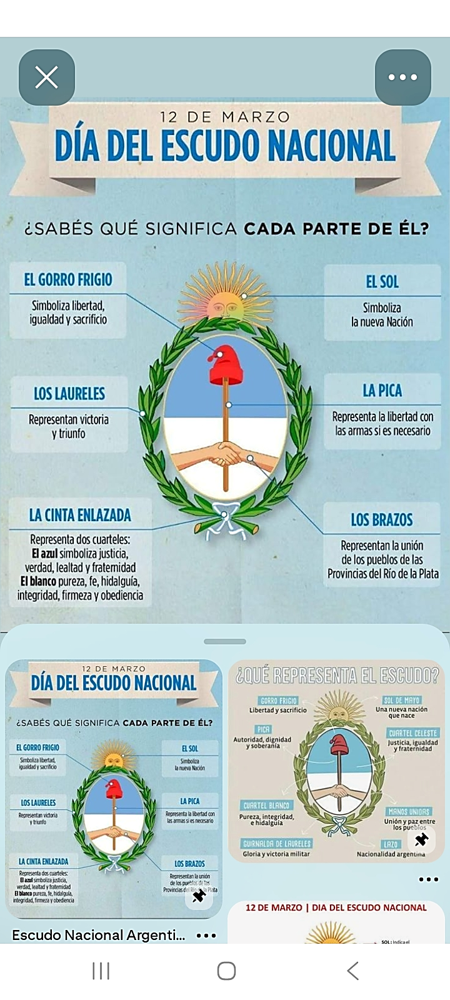 12 DE MARZO
DÍA DEL ESCUDO NACIONAL
¿SABÉS QUÉ SIGNIFICA CADA PARTE DE ÉL?
EL GORRO FRIGIO
Simboliza libertad,
igualdad y sacrificio
EL SOL
Simboliza
la nueva Nación
LOS LAURELES
Representan victoria
y triunfo
LA PICA
Representa la libertad con
las armas si es necesario
LA CINTA ENLAZADA
Representa dos cuarteles:
El azul simboliza justicia,
verdad, lealtad y fraternidad
El blanco pureza, fe, hidalguía,
integridad, firmeza y obediencia
LOS BRAZOS
Representan la unión
de los pueblos de las
Provincias del Río de la Plata
12 DE MARZO
DÍA DEL ESCUDO NACIONAL
¿SABÉS QUÉ SIGNIFICA CADA PARTE DE ÉL?
EL GORRO FRIGIO
Simboliza libertad,
igualdad y sacrificio
EL SOL
Simboliza
la nueva Nación
LOS LAURELES
Representan victoria
y triunfo
LA PICA
Representa la libertad con
las armas si es necesario
LA CINTA ENLAZADA
Representa dos cuarteles:
El azul simboliza justicia,
verdad, lealtad y fraternidad
El blanco pureza, fe, hidalguía,
integridad, firmeza y obediencia
LOS BRAZOS
Representan la unión
de los pueblos de las
Provincias del Río de la Plata
Escudo Nacional Argenti...
¿QUÉ REPRESENTA EL ESCUDO?
GORRO FRIGIO
Libertad y sacrificio
SOL DE MAYO
Una nueva nación
que nace
PICA
Autoridad, dignidad
y soberanía
CUARTEL CELESTE
Justicia, igualdad
y fraternidad
CUARTEL BLANCO
Pureza, integridad,
e hidalguía
MANOS UNIDAS
Unión y paz entre
los pueblos
GUIRNALDA DE LAURELES
Gloria y victoria militar
LAZO
Nacionalidad argentina
12 DE MARZO | DIA DEL ESCUDO NACIONAL
SOL: Indica el